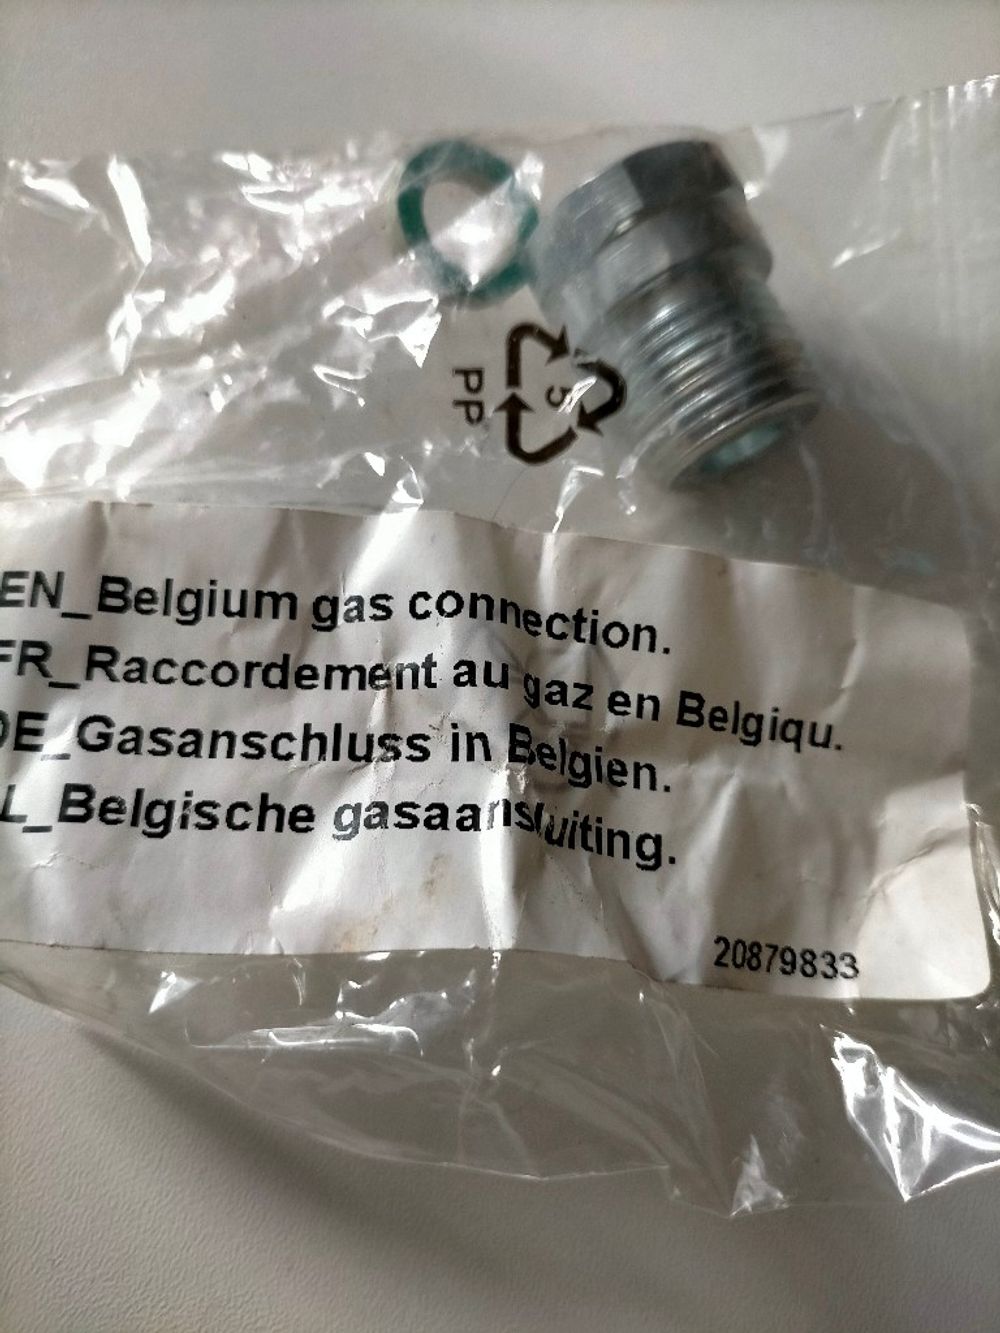 5
PP
EN_Belgium gas connection.
FR_Raccordement au gaz en Belgiqu.
DE_Gasanschluss in Belgien.
L_Belgische gasaansluiting.
20879833